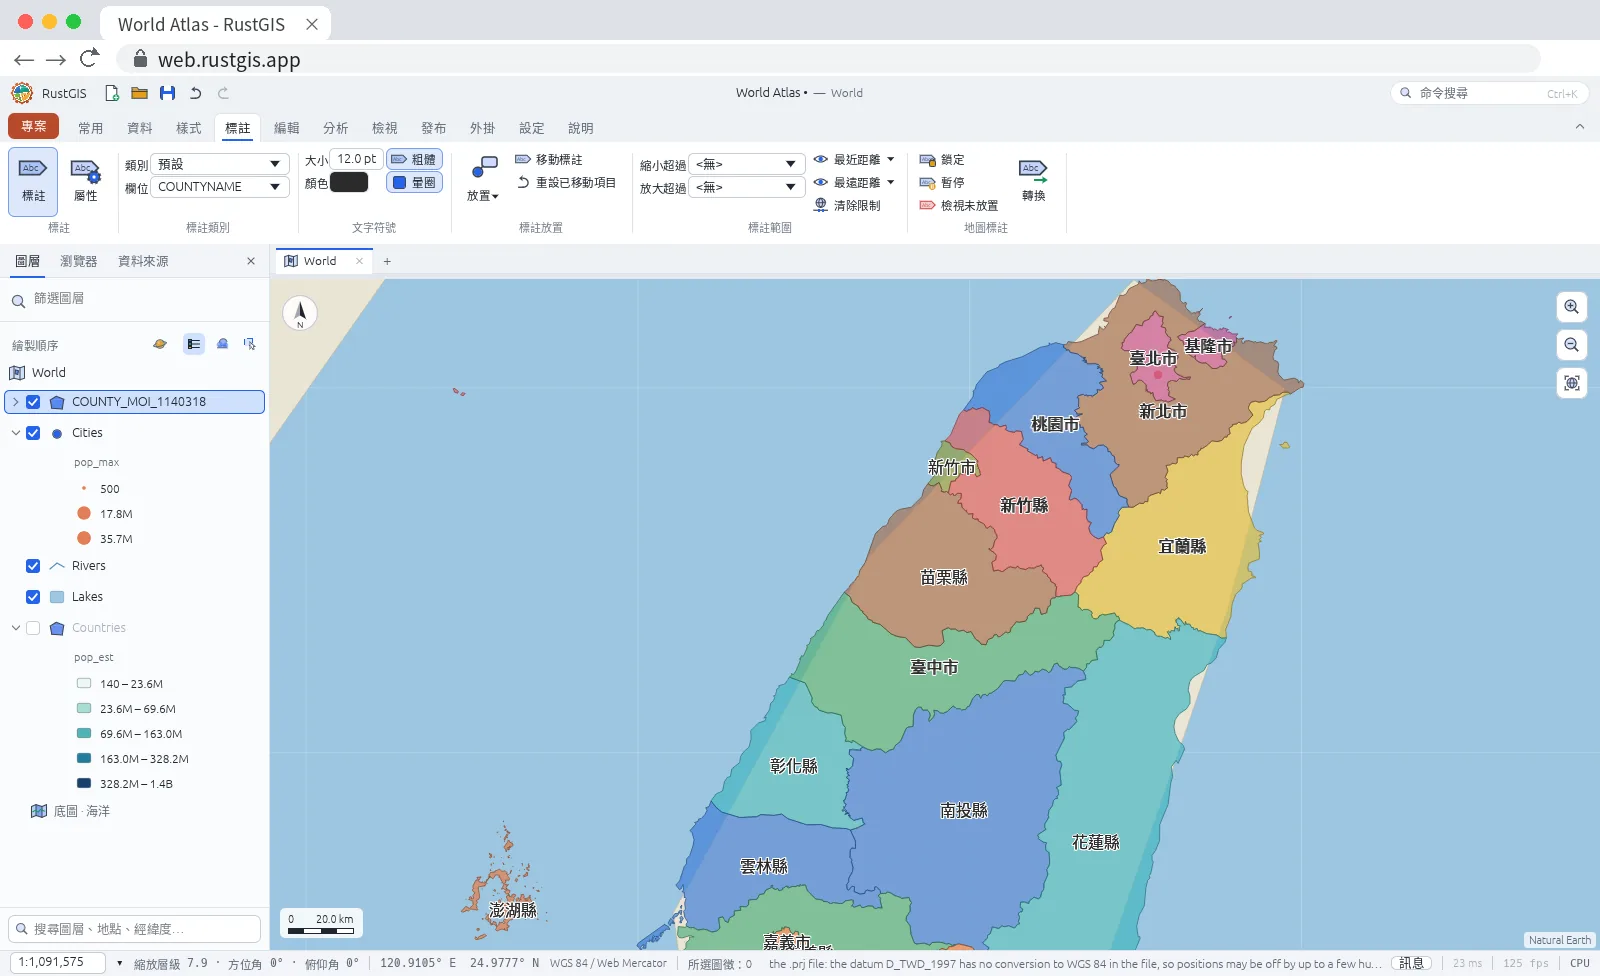 World Atlas - RustGIS
web.rustgis.app
RustGIS
World Atlas • — World
命令搜尋 Ctrl+K
專案 常用 資料 樣式 標註 編輯 分析 檢視 發布 外掛 設定 說明
標註
屬性
標註
類別 預設
欄位 COUNTYNAME
標註類別
大小 12.0 pt Abc 粗體
顏色 暈圈
文字符號
放置
移動標註
重設已移動項目
標註放置
縮小超過 <無>
放大超過 <無>
最近距離
最遠距離
清除限制
標註範圍
鎖定
暫停
檢視未放置
Abc
轉換
地圖標註
圖層 瀏覽器 資料來源
World
篩選圖層
繪製順序
World
COUNTY_MOI_1140318
Cities
pop_max
500
17.8M
35.7M
Rivers
Lakes
Countries
pop_est
140 – 23.6M
23.6M – 69.6M
69.6M – 163.0M
163.0M – 328.2M
328.2M – 1.4B
底圖 · 海洋
搜尋圖層、地點、經緯度…
N
基隆市
臺北市
新北市
桃園市
新竹市
新竹縣
宜蘭縣
苗栗縣
臺中市
彰化縣
南投縣
花蓮縣
雲林縣
澎湖縣
嘉義市
0 20.0 km
Natural Earth
1:1,091,575 縮放層級 7.9 · 方位角 0° · 俯仰角 0° 120.9105° E 24.9777° N WGS 84 / Web Mercator 所選圖徵：0 the .prj file: the datum D_TWD_1997 has no conversion to WGS 84 in the file, so positions may be off by up to a few hu... 訊息 23 ms 125 fps CPU